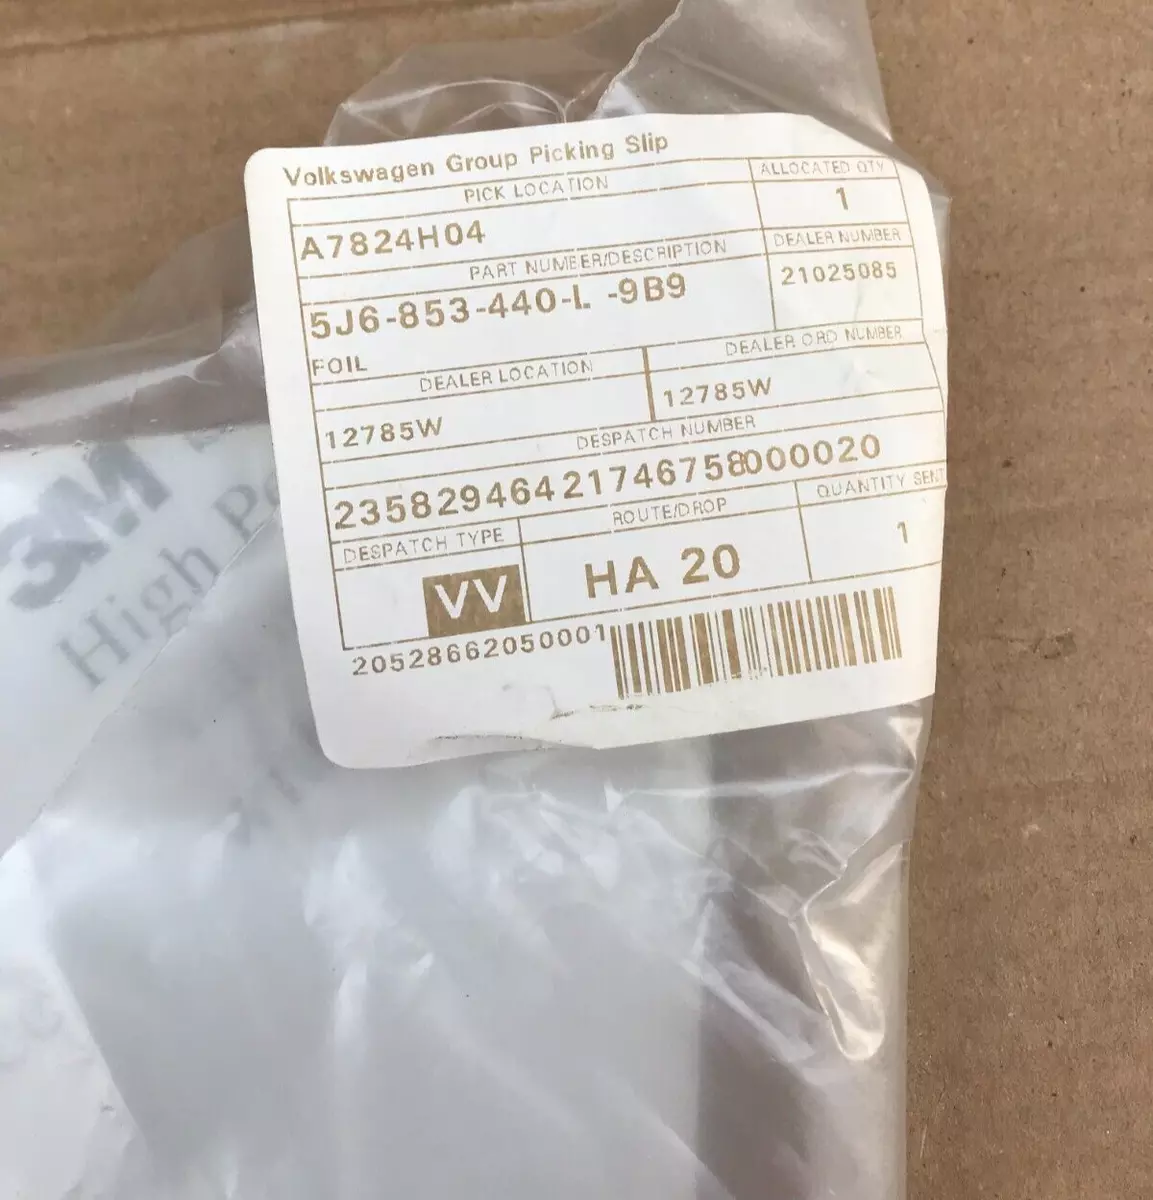 Volkswagen Group Picking Slip
PICK LOCATION
ALLOCATED QTY
A7824H04
1
PART NUMBER/DESCRIPTION
DEALER NUMBER
5J6-853-440-L -9B9
21025085
FOIL
DEALER LOCATION
DEALER ORD NUMBER
12785W
12785W
DESPATCH NUMBER
23582946421746758000020
DESPATCH TYPE
ROUTE/DROP
QUANTITY SENT
VV
HA 20
1
20528662050001
3M
High